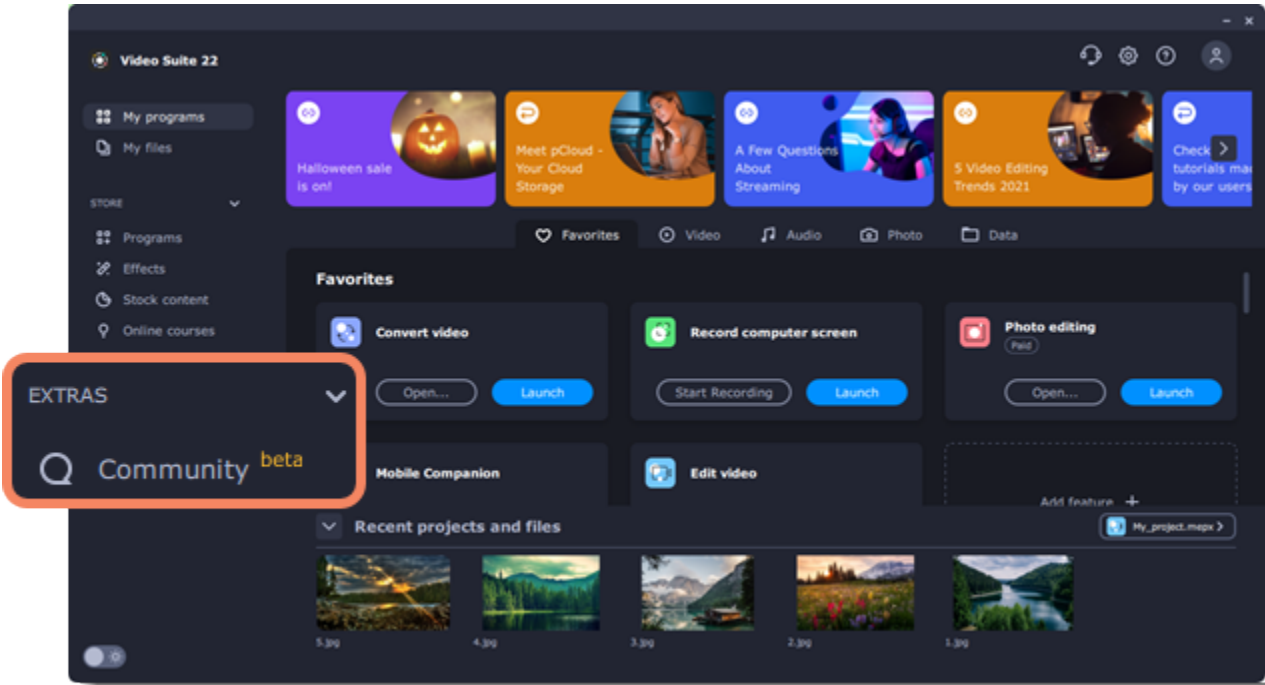 Video Suite 22
My programs
My files
STORE
Programs
Effects
Stock content
Online courses
EXTRAS
Community beta
Halloween sale
is on!
Meet pCloud -
Your Cloud
Storage
A Few Questions
About
Streaming
5 Video Editing
Trends 2021
Check
tutorials ma
by our users
Favorites
Video
Audio
Photo
Data
Favorites
Convert video
Open...
Launch
Record computer screen
Start Recording
Launch
Photo editing
Paid
Open...
Launch
Mobile Companion
Edit video
Add feature +
Recent projects and files
My_project.mepx >
5.jpg
4.jpg
3.jpg
2.jpg
1.jpg